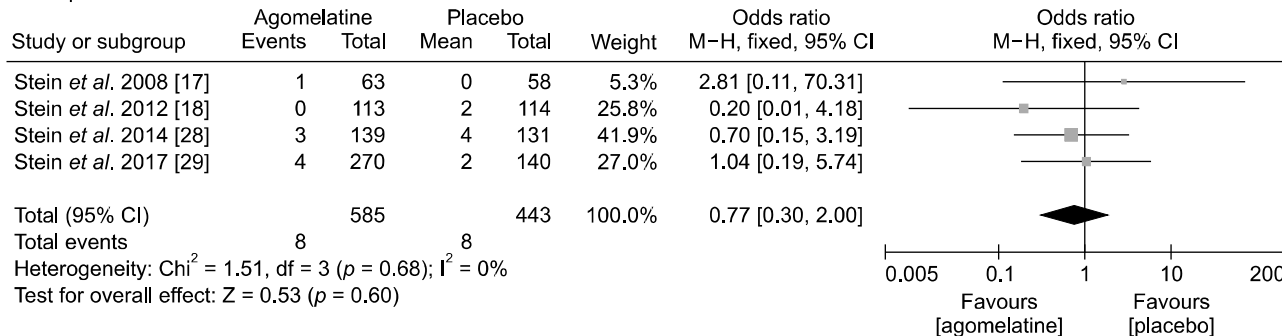 Agomelatine Placebo Odds ratio Odds ratio
Study or subgroup Events Total Mean Total Weight M−H, fixed, 95% CI M−H, fixed, 95% CI
Stein et al. 2008 [17] 1 63 0 58 5.3% 2.81 [0.11, 70.31]
Stein et al. 2012 [18] 0 113 2 114 25.8% 0.20 [0.01, 4.18]
Stein et al. 2014 [28] 3 139 4 131 41.9% 0.70 [0.15, 3.19]
Stein et al. 2017 [29] 4 270 2 140 27.0% 1.04 [0.19, 5.74]
Total (95% CI) 585 443 100.0% 0.77 [0.30, 2.00]
Total events 8 8
Heterogeneity: Chi² = 1.51, df = 3 (p = 0.68); I² = 0%
Test for overall effect: Z = 0.53 (p = 0.60)
0.005 0.1 1 10 200
Favours Favours
[agomelatine] [placebo]